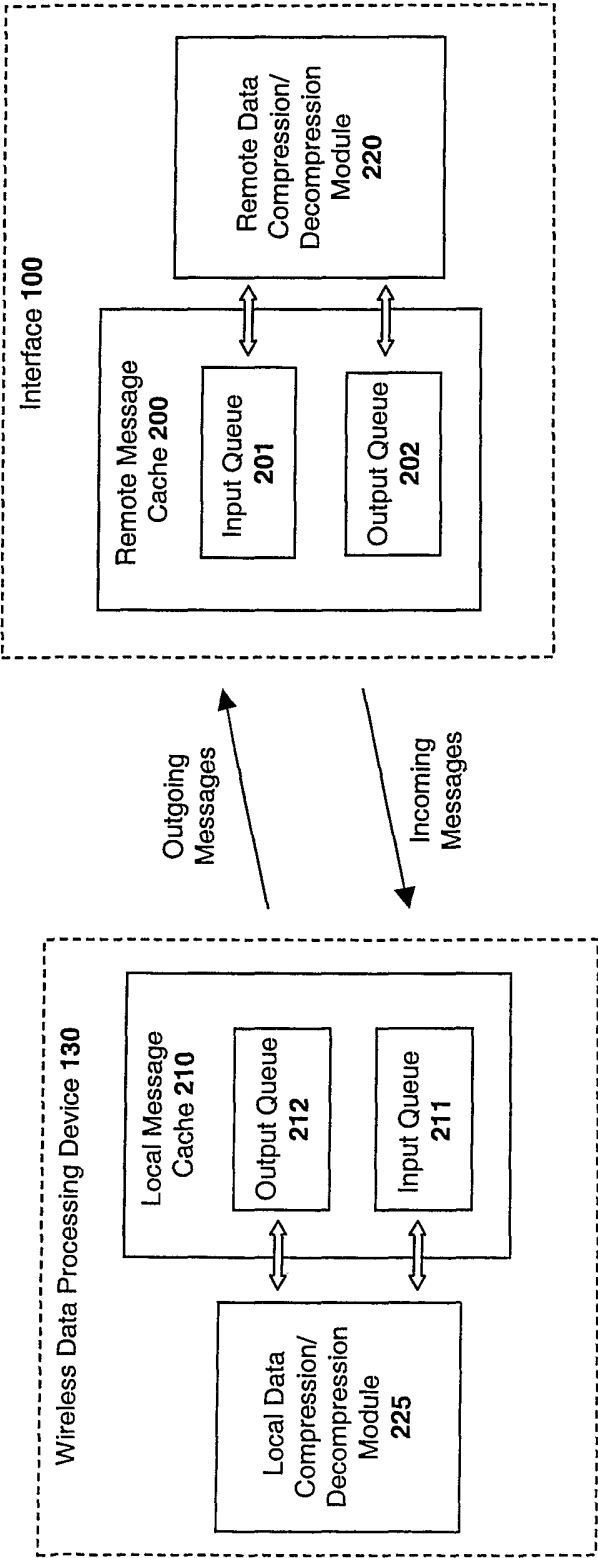 Wireless Data Processing Device 130
Local Data
Compression/
Decompression
Module
225
Local Message
Cache 210
Output Queue
212
Input Queue
211
Outgoing
Messages
Incoming
Messages
Interface 100
Remote Message
Cache 200
Input Queue
201
Output Queue
202
Remote Data
Compression/
Decompression
Module
220